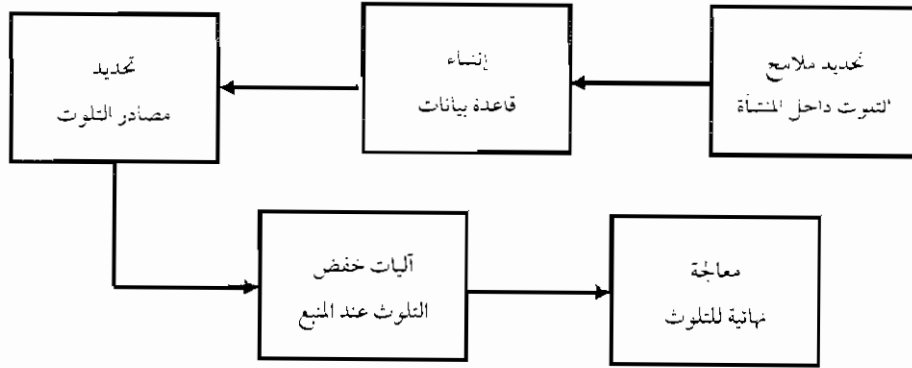 تحديد ملامح
التلوث داخل المنشأة
إنشاء
قاعدة بيانات
تحديد
مصادر التلوث
آليات خفض
التلوث عند المنبع
معالجة
نهائية للتلوث